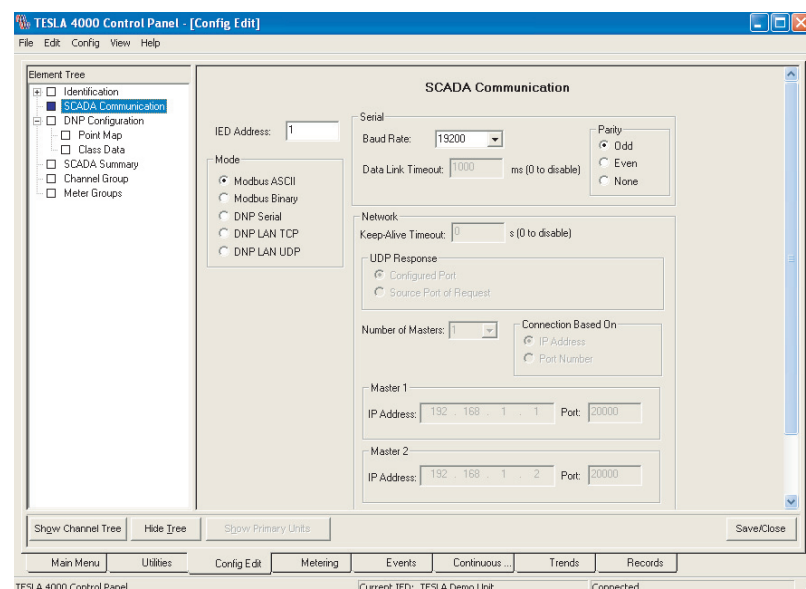 TESLA 4000 Control Panel - [Config Edit]
File Edit Config View Help
Element Tree
Identification
SCADA Communication
DNP Configuration
Point Map
Class Data
SCADA Summary
Channel Group
Meter Groups
SCADA Communication
IED Address: 1
Mode
Modbus ASCII
Modbus Binary
DNP Serial
DNP LAN TCP
DNP LAN UDP
Serial
Baud Rate: 19200
Data Link Timeout: 1000 ms (0 to disable)
Parity
Odd
Even
None
Network
Keep-Alive Timeout: 0 s (0 to disable)
UDP Response
Configured Port
Source Port of Request
Number of Masters: 1
Connection Based On
IP Address
Port Number
Master 1
IP Address: 192 . 168 . 1 . 1 Port: 20000
Master 2
IP Address: 192 . 168 . 1 . 2 Port: 20000
Show Channel Tree Hide Tree Show Primary Units Save/Close
Main Menu Utilities Config Edit Metering Events Continuous ... Trends Records
TESLA 4000 Control Panel Current IED: TESLA Demo Unit Connected